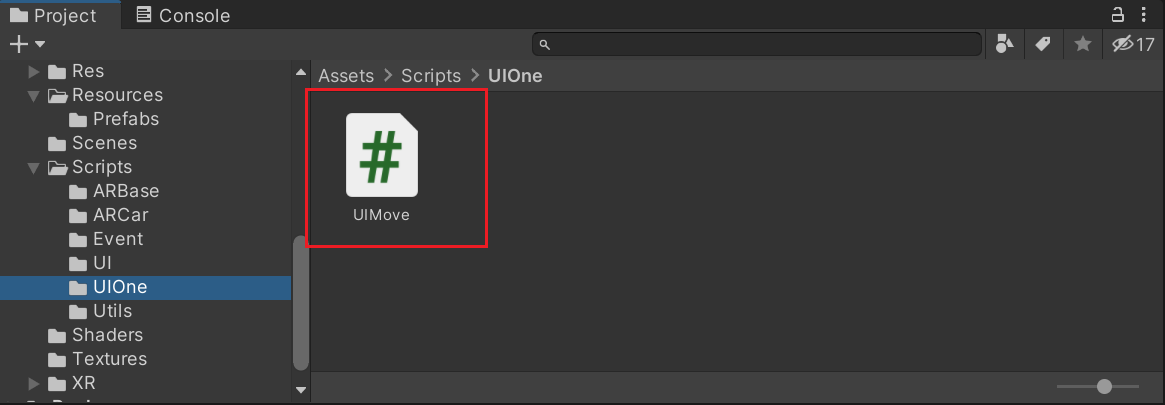 Project
Console
17
Assets > Scripts > UIOne
Res
Resources
Prefabs
Scenes
Scripts
ARBase
ARCar
Event
UI
UIOne
Utils
Shaders
Textures
XR
#
UIMove